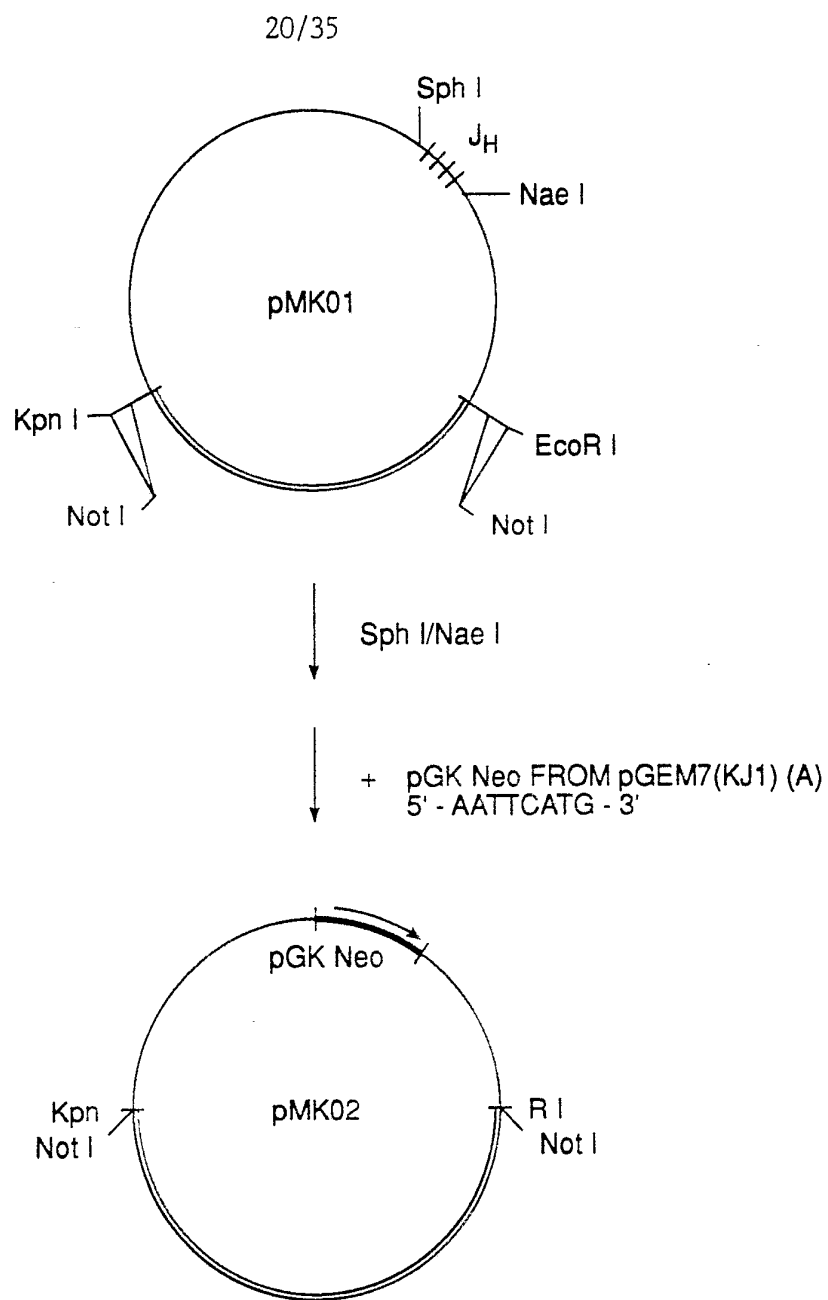 20/35
Sph I
JH
Nae I
pMK01
Kpn I
EcoR I
Not I
Not I
Sph I/Nae I
+ pGK Neo FROM pGEM7(KJ1) (A)
5' - AATTCATG - 3'
pGK Neo
Kpn
Not I
pMK02
R I
Not I